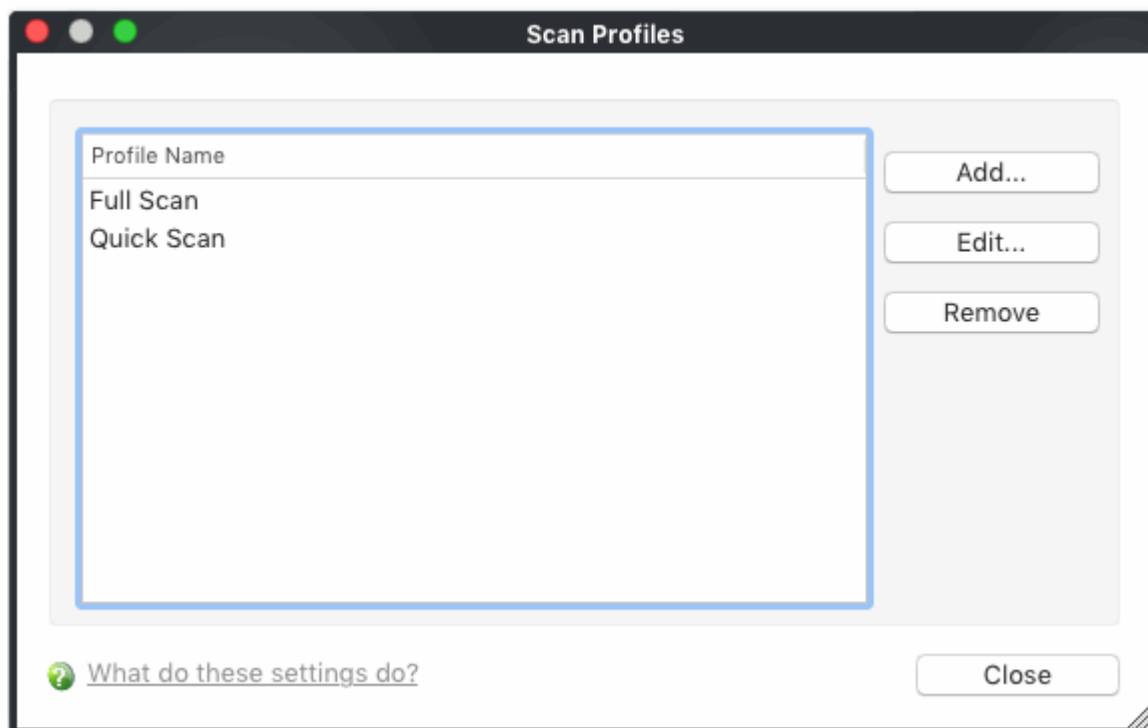 Scan Profiles
Profile Name
Full Scan
Quick Scan
Add...
Edit...
Remove
What do these settings do?
Close